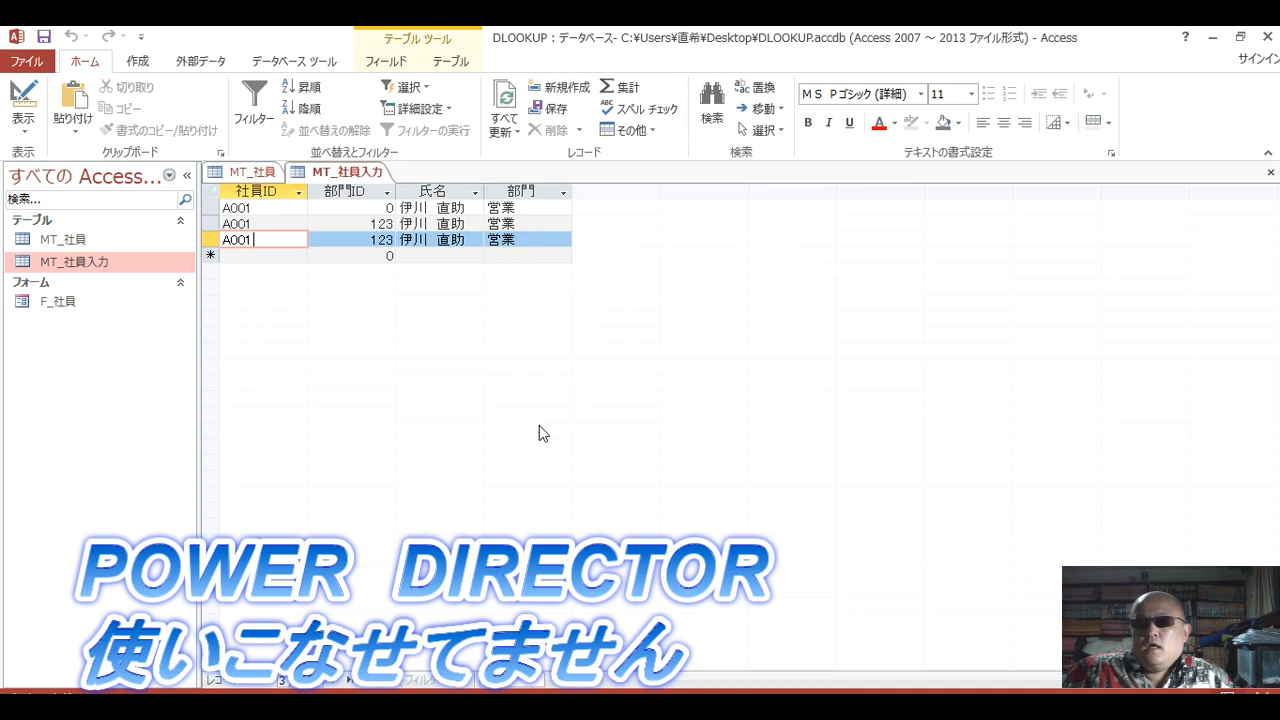 DLOOKUP : データベース- C:¥Users¥直希¥Desktop¥DLOOKUP.accdb (Access 2007 ～ 2013 ファイル形式) - Access
テーブル ツール
ファイル ホーム 作成 外部データ データベース ツール フィールド テーブル サインイン
表示 貼り付け 切り取り コピー 書式のコピー/貼り付け
フィルター 昇順 降順 並べ替えの解除 選択 詳細設定 フィルターの実行
すべて更新 新規作成 保存 削除 集計 スペル チェック その他
検索 置換 移動 選択
ＭＳ Ｐゴシック (詳細) 11
B I U A
表示 クリップボード 並べ替えとフィルター レコード 検索 テキストの書式設定
すべての Access... «
検索...
テーブル
MT_社員
MT_社員入力
フォーム
F_社員
MT_社員 MT_社員入力
社員ID 部門ID 氏名 部門
A001 0 伊川 直助 営業
A001 123 伊川 直助 営業
A001 123 伊川 直助 営業
* 0
POWER DIRECTOR
使いこなせてません